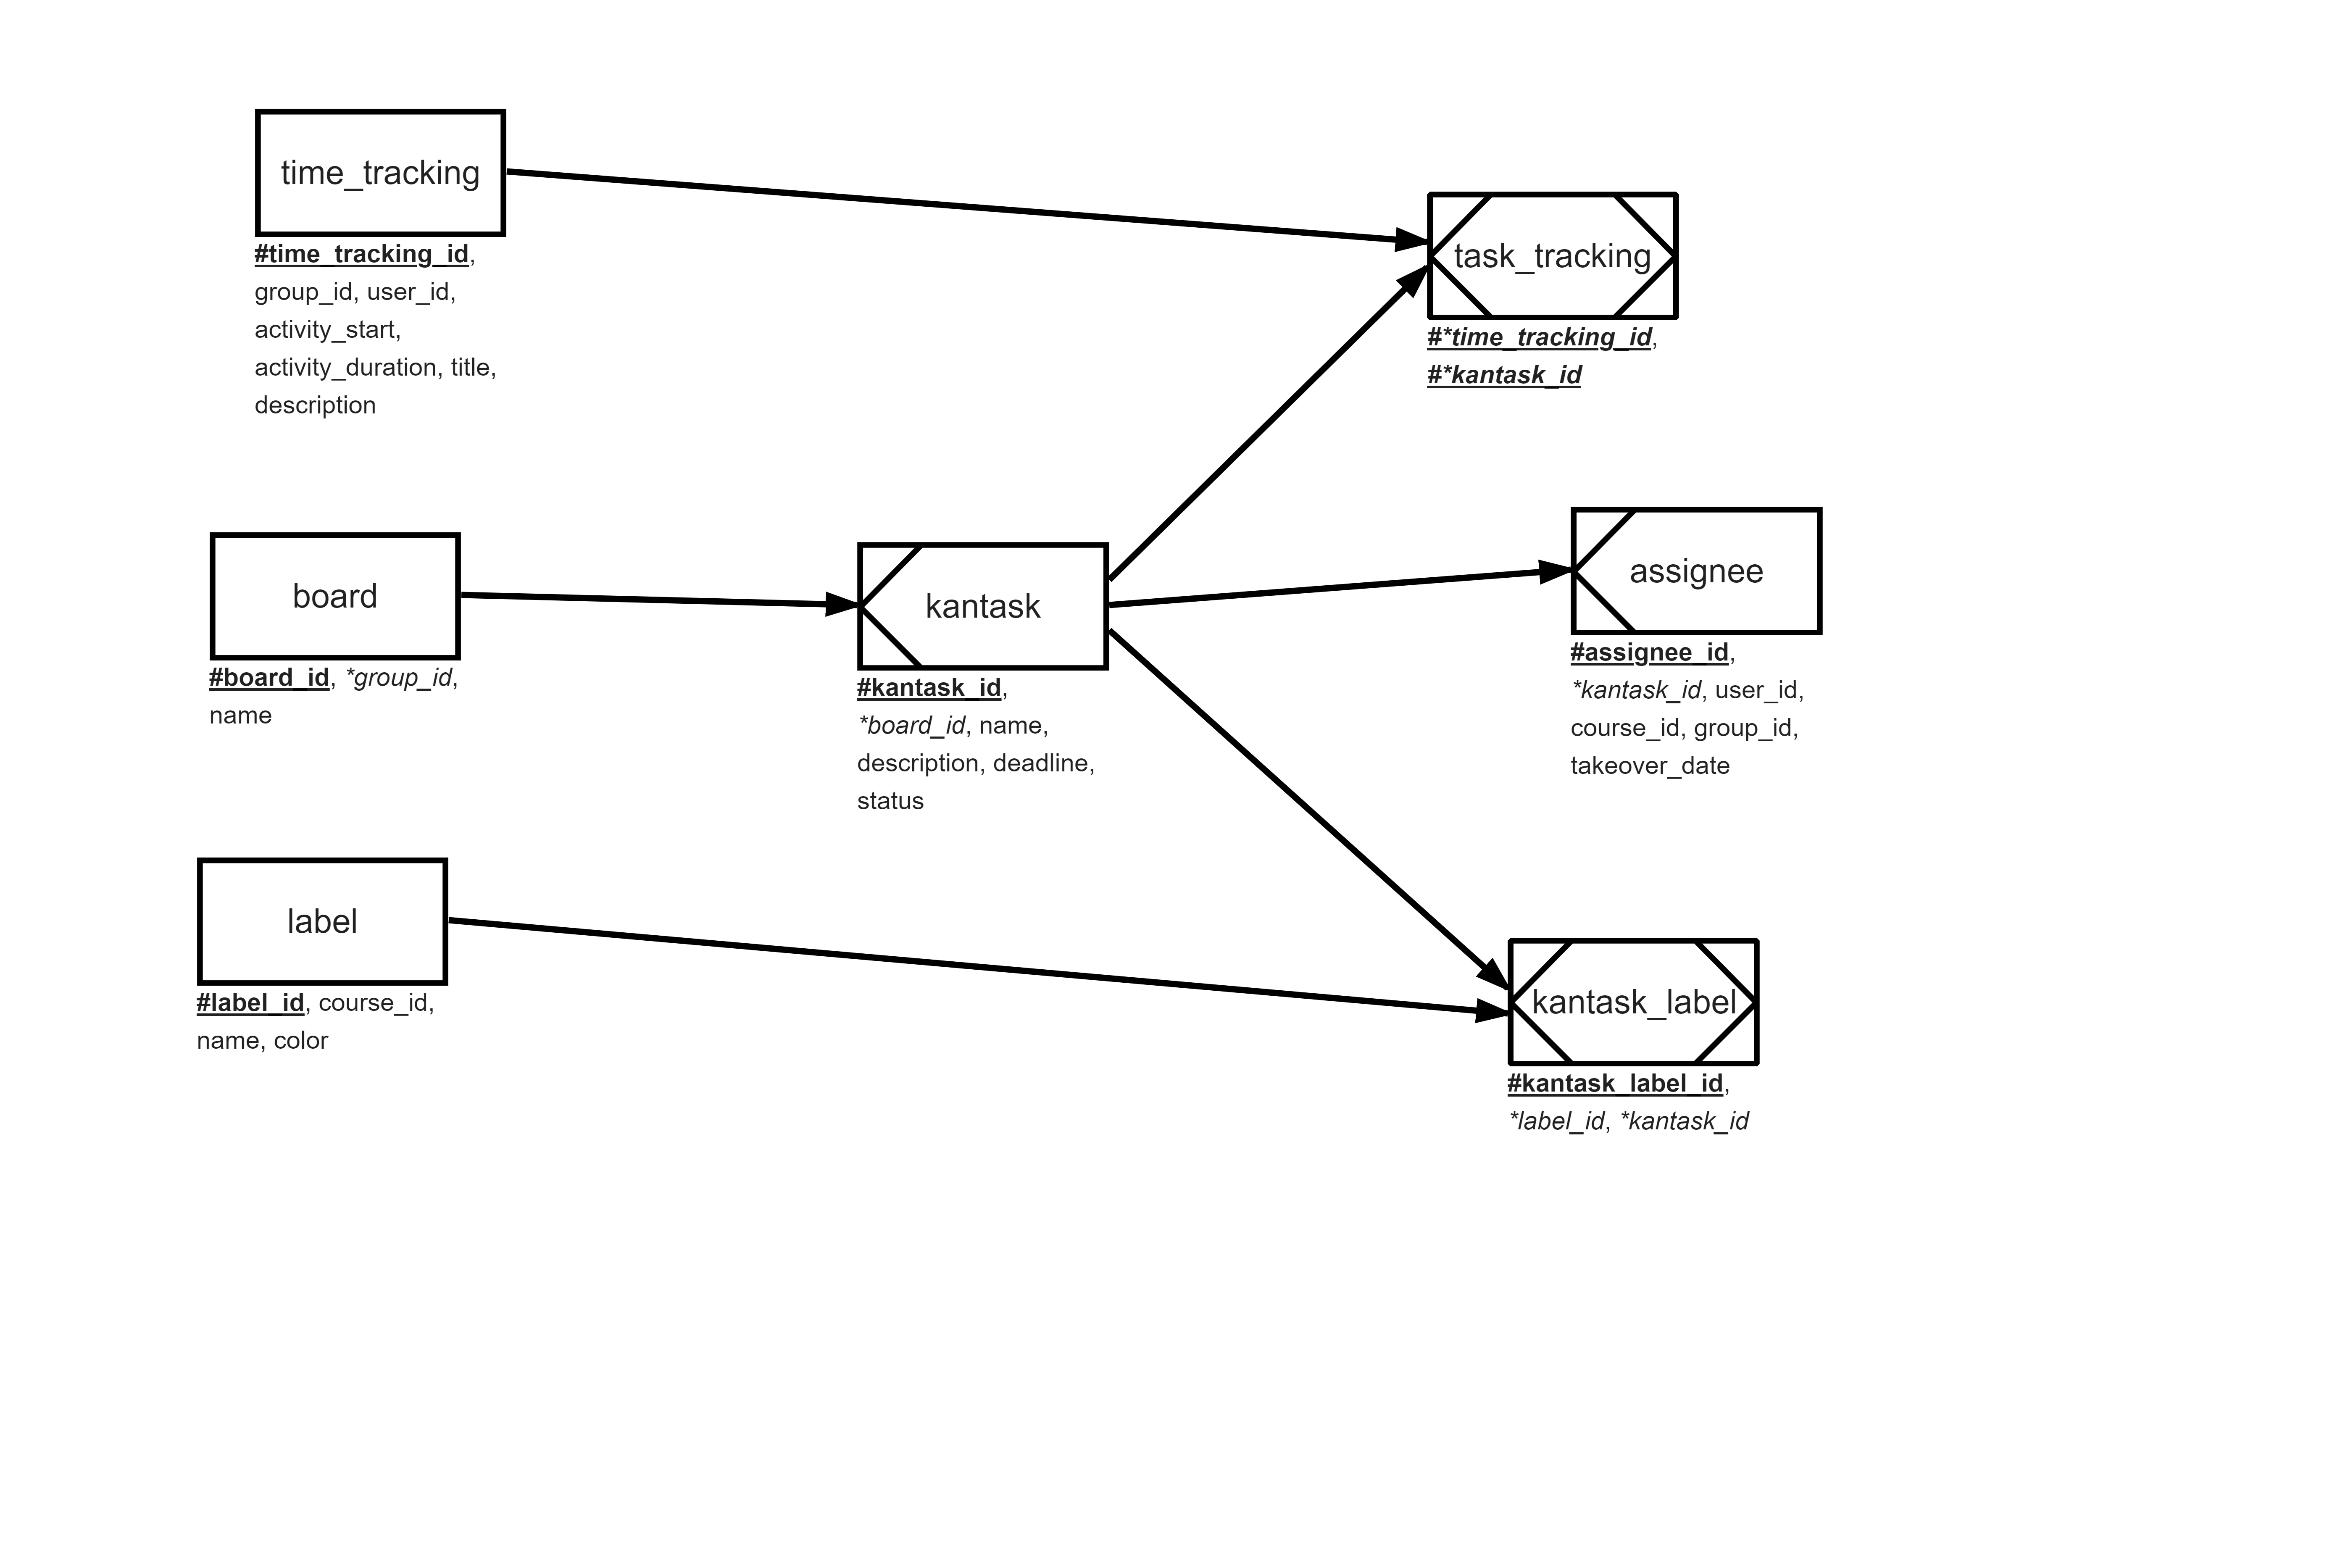 time_tracking
#time_tracking_id,
group_id, user_id,
activity_start,
activity_duration, title,
description
task_tracking
#*time_tracking_id,
#*kantask_id
board
#board_id, *group_id,
name
kantask
#kantask_id,
*board_id, name,
description, deadline,
status
assignee
#assignee_id,
*kantask_id, user_id,
course_id, group_id,
takeover_date
label
#label_id, course_id,
name, color
kantask_label
#kantask_label_id,
*label_id, *kantask_id